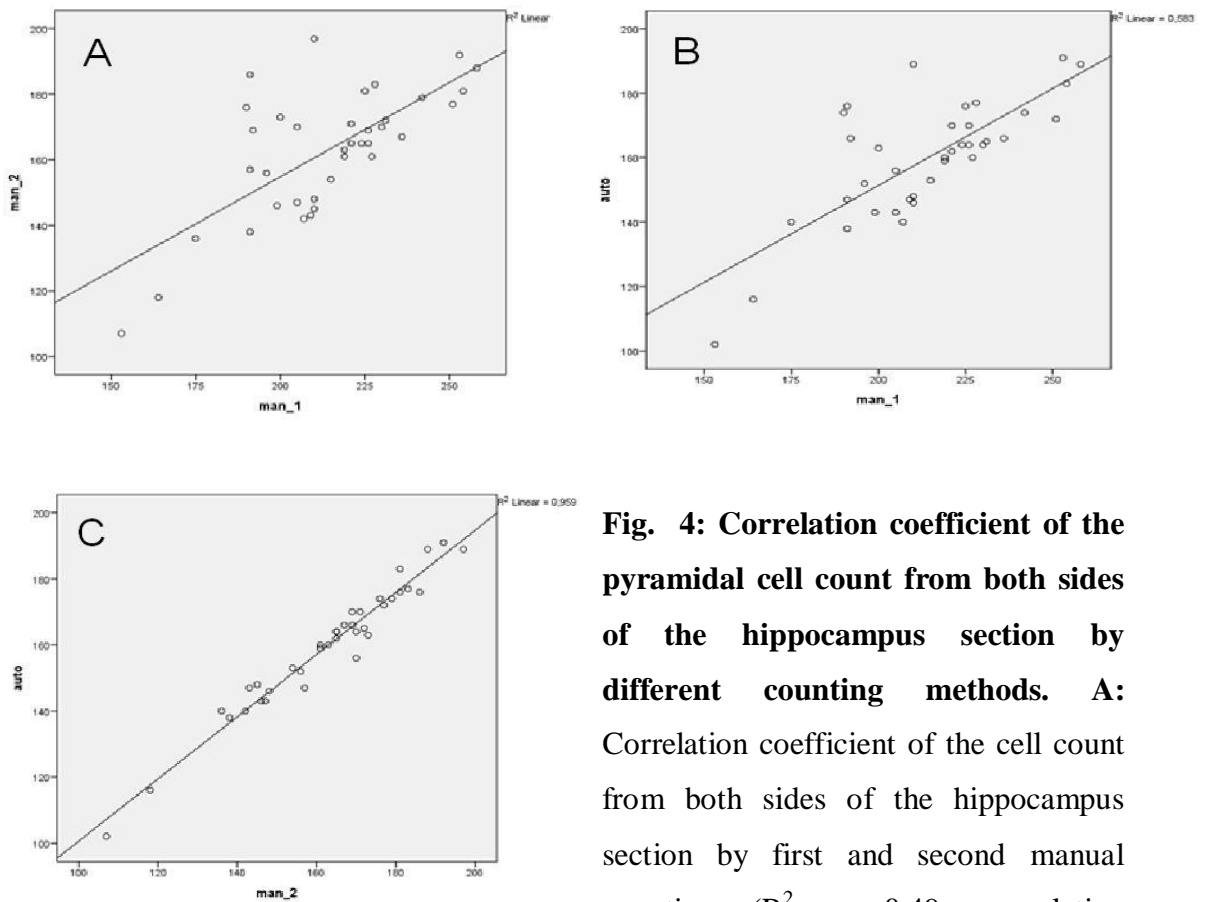 R² Linear
A
200
180
160
140
120
100
man_2
150 175 200 225 250
man_1
R² Linear = 0,583
B
200
180
160
140
120
100
auto
150 175 200 225 250
man_1
R² Linear = 0,959
C
200
180
160
140
120
100
auto
100 120 140 160 180 200
man_2
Fig. 4: Correlation coefficient of the
pyramidal cell count from both sides
of the hippocampus section by
different counting methods. A:
Correlation coefficient of the cell count
from both sides of the hippocampus
section by first and second manual